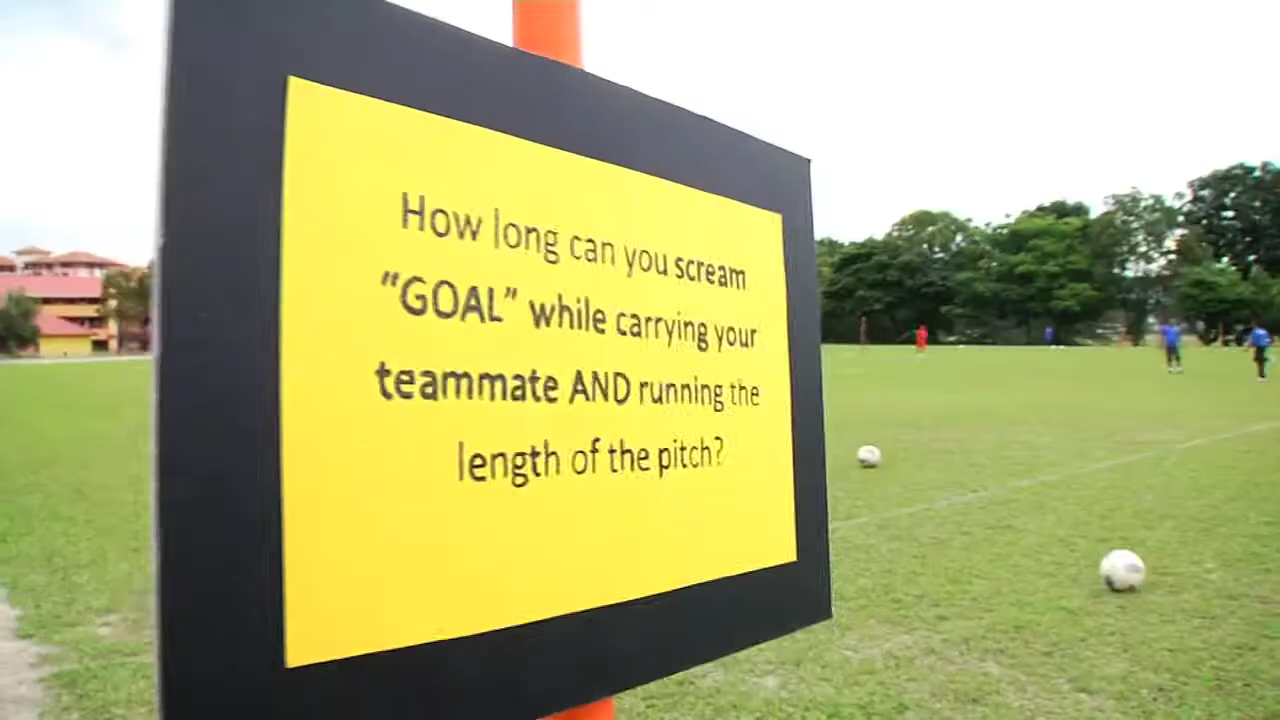 How long can you scream
“GOAL” while carrying your
teammate AND running the
length of the pitch?